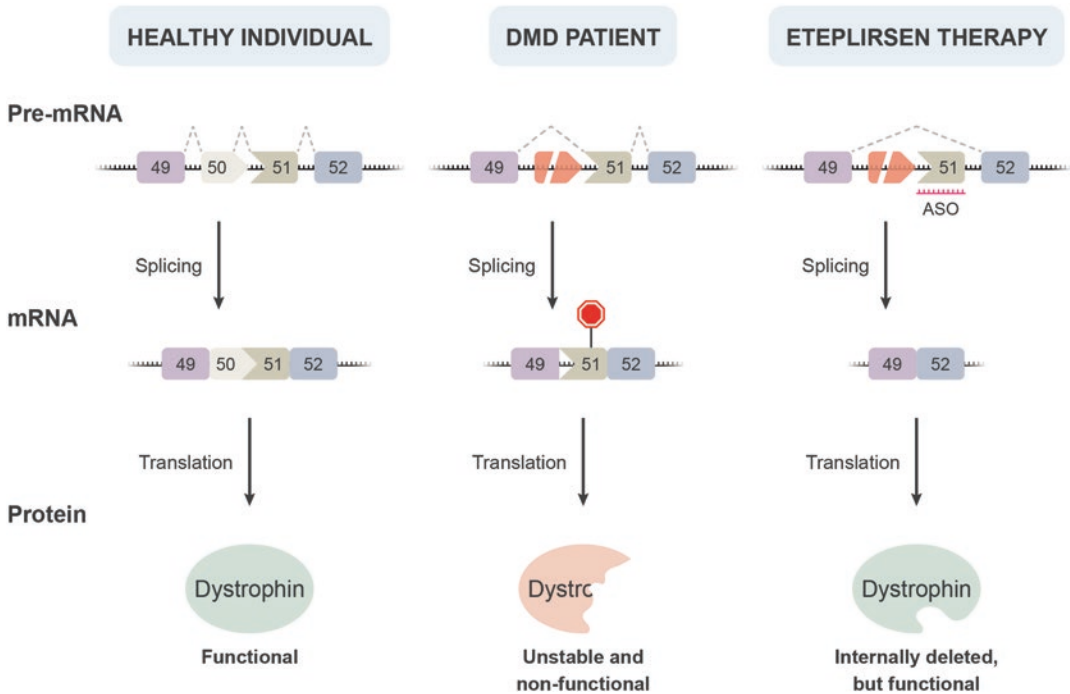 HEALTHY INDIVIDUAL
DMD PATIENT
ETEPLIRSEN THERAPY
Pre-mRNA
49 50 51 52
49 51 52
49 51 52
ASO
Splicing
Splicing
Splicing
mRNA
49 50 51 52
49 51 52
49 52
Translation
Translation
Translation
Protein
Dystrophin
Dystro
Dystrophin
Functional
Unstable and
non-functional
Internally deleted,
but functional